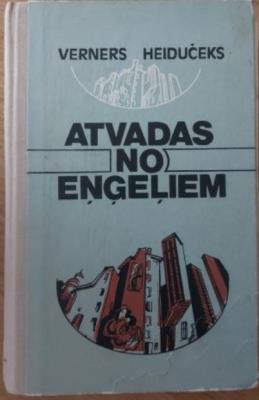 VERNERS HEIDUČEKS
ATVADAS
NO
EŅĢEĻIEM